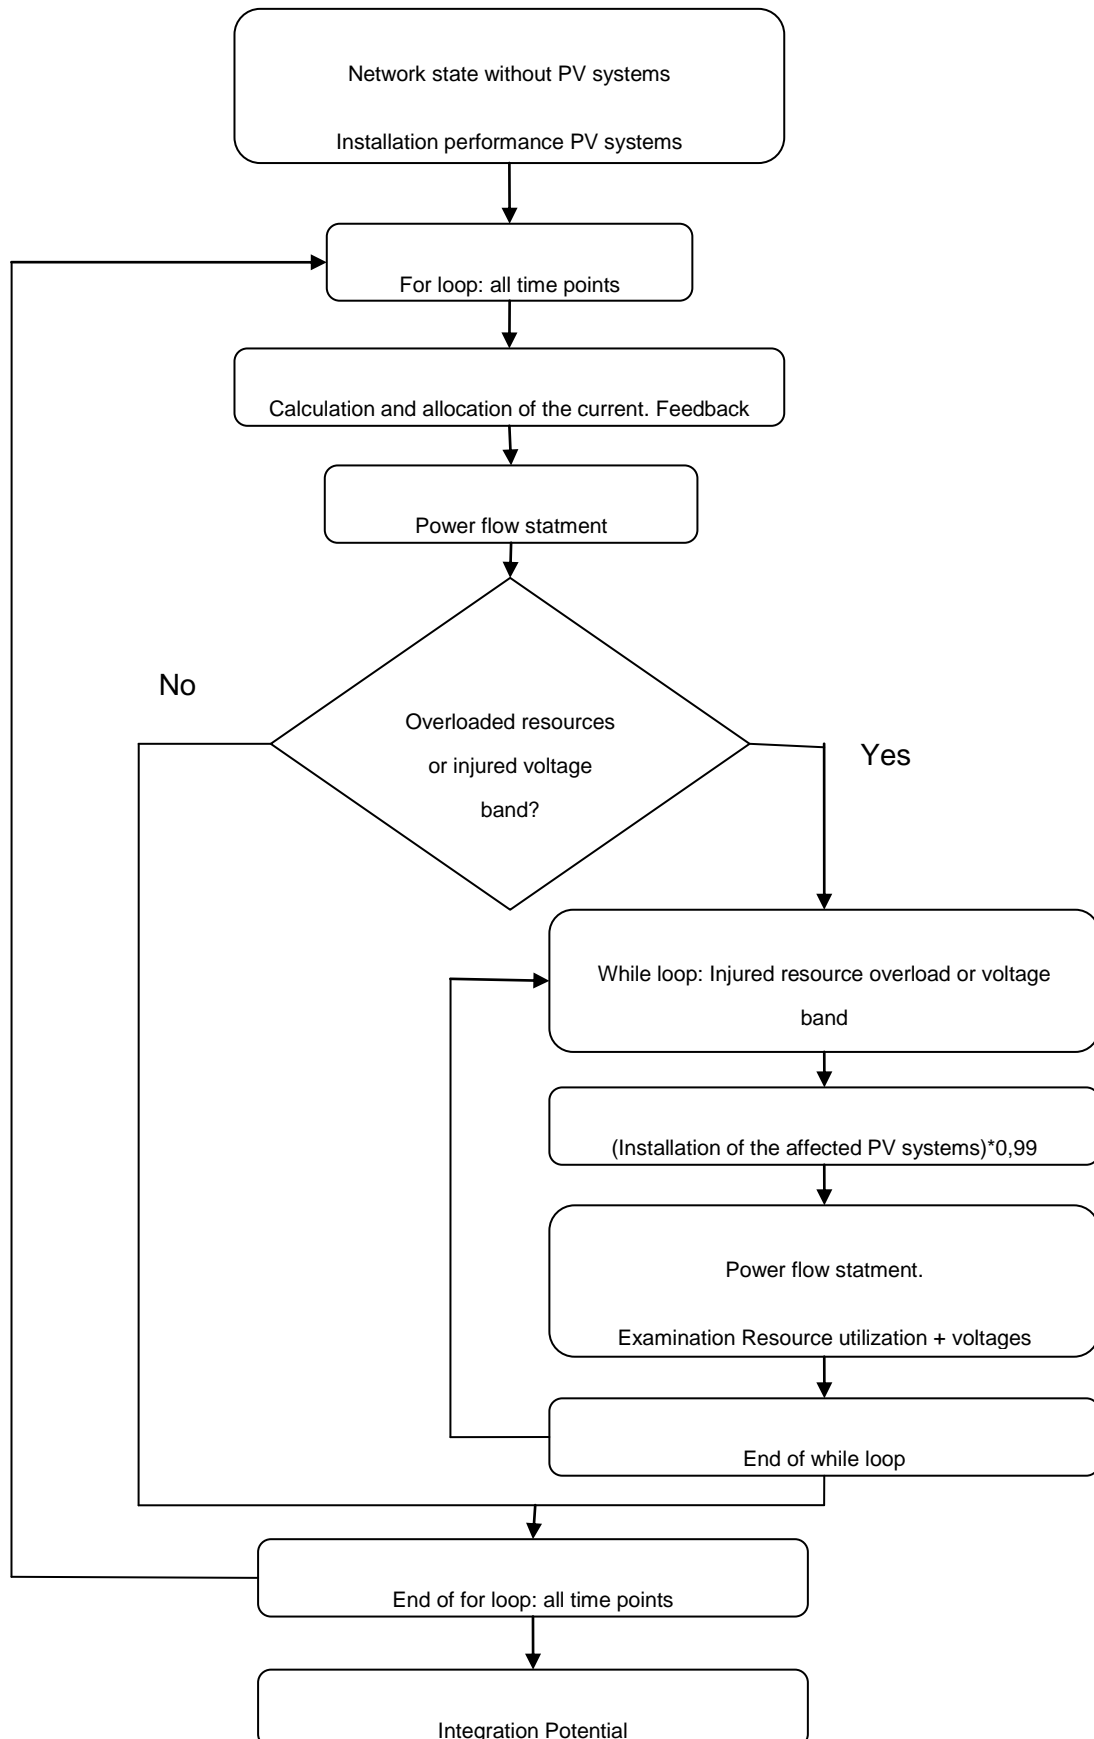 Network state without PV systems
Installation performance PV systems
For loop: all time points
Calculation and allocation of the current. Feedback
Power flow statment
No
Overloaded resources
or injured voltage
band?
Yes
While loop: Injured resource overload or voltage
band
(Installation of the affected PV systems)*0,99
Power flow statment.
Examination Resource utilization + voltages
End of while loop
End of for loop: all time points
Integration Potential